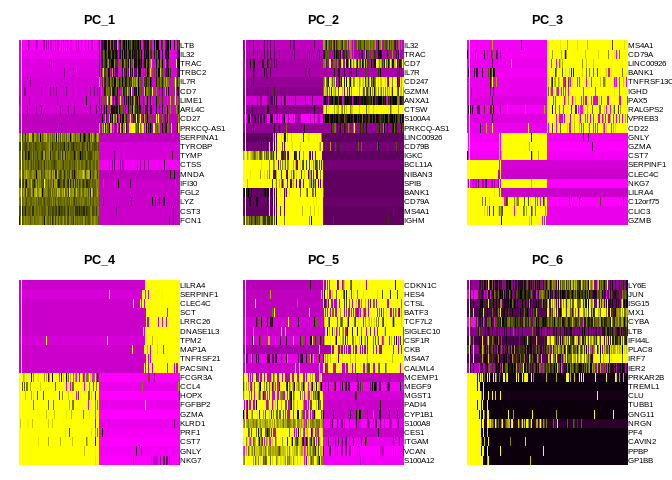 PC_1
LTB
IL32
TRAC
TRBC2
IL7R
CD7
LIME1
ARL4C
CD27
PRKCQ-AS1
SERPINA1
TYROBP
TYMP
CTSS
MNDA
IFI30
FGL2
LYZ
CST3
FCN1
PC_2
IL32
TRAC
CD7
IL7R
CD247
GZMM
ANXA1
CTSW
S100A4
PRKCQ-AS1
LINC00926
CD79B
IGKC
BCL11A
NIBAN3
SPIB
BANK1
CD79A
MS4A1
IGHM
PC_3
MS4A1
CD79A
LINC00926
BANK1
TNFRSF13C
IGHD
PAX5
RALGPS2
VPREB3
CD22
GNLY
GZMA
CST7
SERPINF1
CLEC4C
NKG7
LILRA4
C12orf75
CLIC3
GZMB
PC_4
LILRA4
SERPINF1
CLEC4C
SCT
LRRC26
DNASE1L3
TPM2
MAP1A
TNFRSF21
PACSIN1
FCGR3A
CCL4
HOPX
FGFBP2
GZMA
KLRD1
PRF1
CST7
GNLY
NKG7
PC_5
CDKN1C
HES4
CTSL
BATF3
TCF7L2
SIGLEC10
CSF1R
CKB
MS4A7
CALML4
MCEMP1
MEGF9
MGST1
PADI4
CYP1B1
S100A8
CES1
ITGAM
VCAN
S100A12
PC_6
LY6E
JUN
ISG15
MX1
CYBA
LTB
IFI44L
PLAC8
IRF7
IER2
PRKAR2B
TREML1
CLU
TUBB1
GNG11
NRGN
PF4
CAVIN2
PPBP
GP1BB